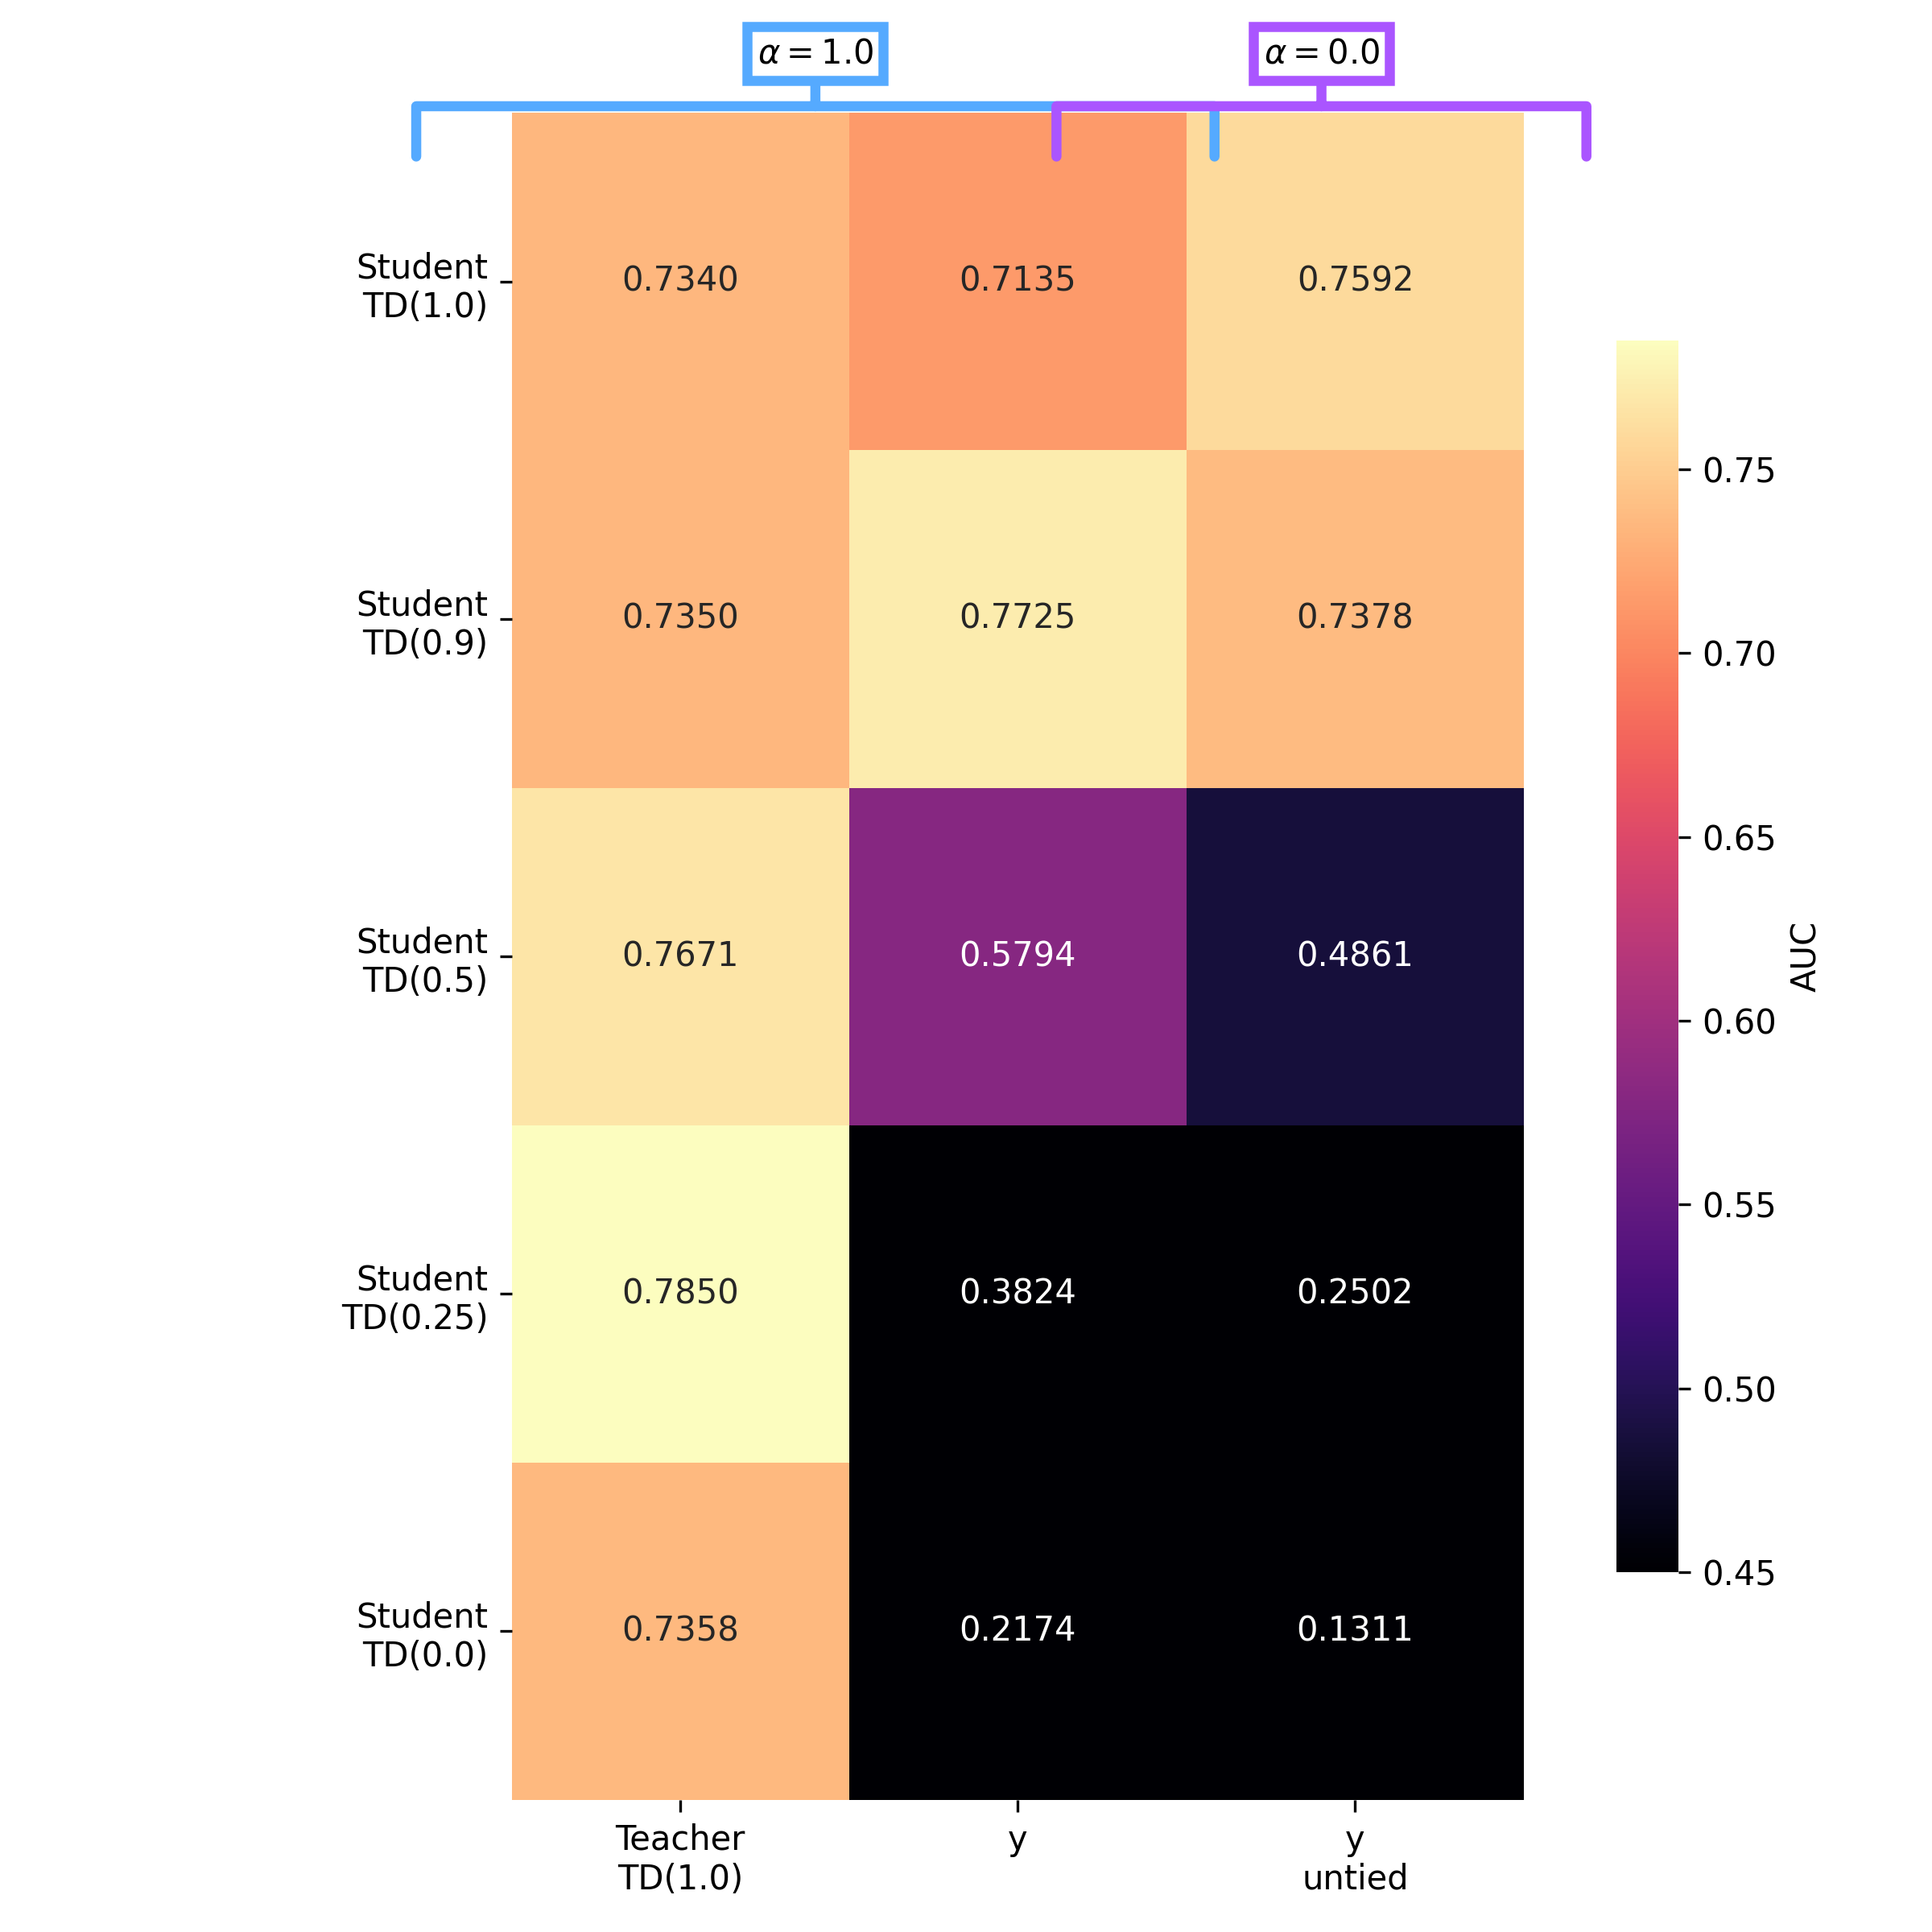 α = 1.0
α = 0.0
Student
TD(1.0)
0.7340
0.7135
0.7592
Student
TD(0.9)
0.7350
0.7725
0.7378
Student
TD(0.5)
0.7671
0.5794
0.4861
Student
TD(0.25)
0.7850
0.3824
0.2502
Student
TD(0.0)
0.7358
0.2174
0.1311
Teacher
TD(1.0)
y
y
untied
0.75
0.70
0.65
0.60
0.55
0.50
0.45
AUC